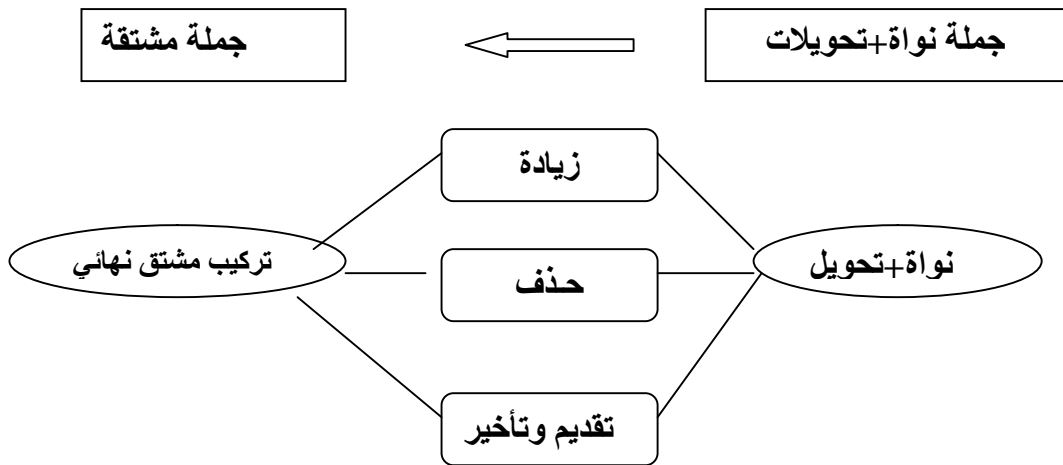 جملة نواة+تحويلات
جملة مشتقة
زيادة
نواة+تحويل
حذف
تركيب مشتق نهائي
تقديم وتأخير